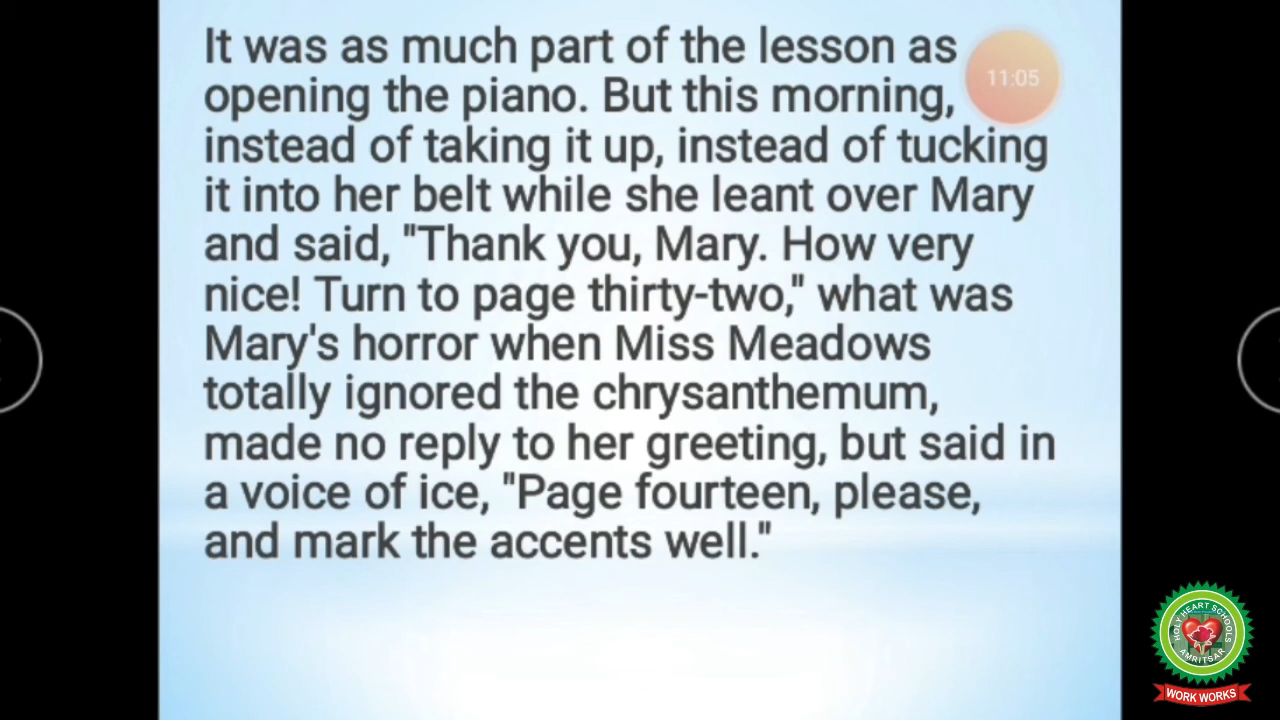 It was as much part of the lesson as
11:05
opening the piano. But this morning,
instead of taking it up, instead of tucking
it into her belt while she leant over Mary
and said, "Thank you, Mary. How very
nice! Turn to page thirty-two," what was
Mary's horror when Miss Meadows
totally ignored the chrysanthemum,
made no reply to her greeting, but said in
a voice of ice, "Page fourteen, please,
and mark the accents well."
HOLY HEART SCHOOLS
AMRITSAR
WORK WORKS